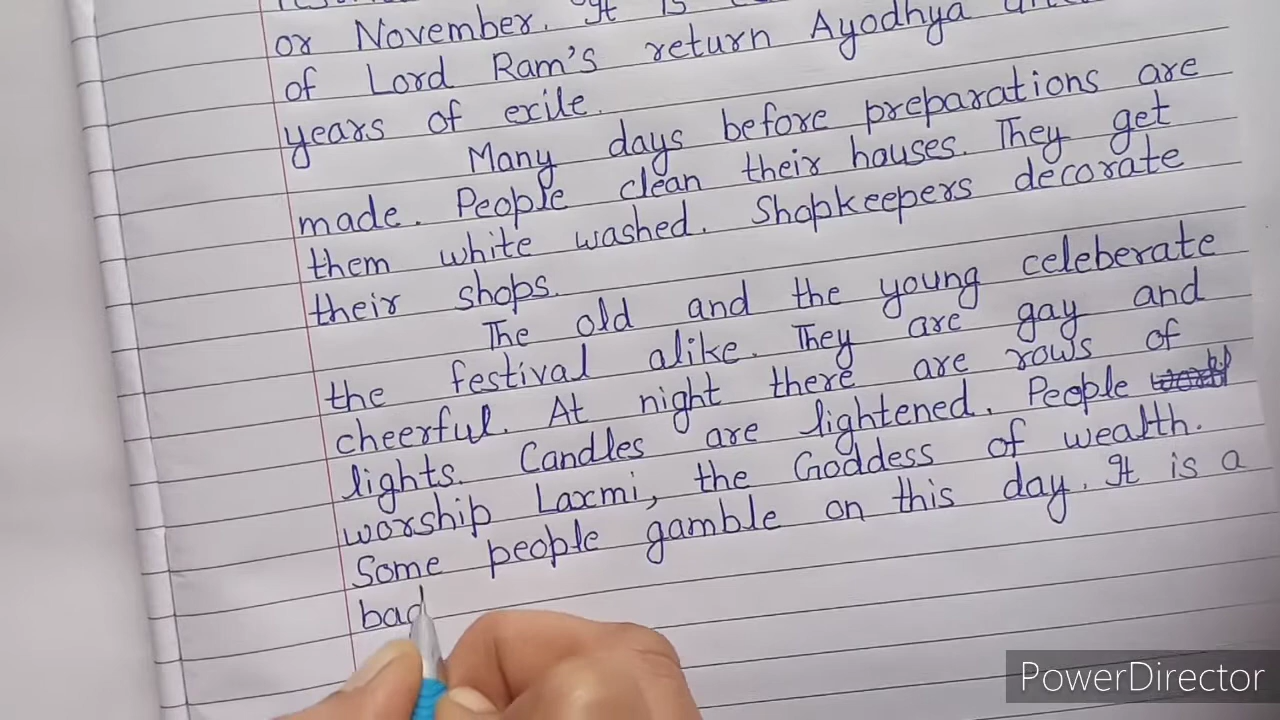 or November. It is
of Lord Ram's return Ayodhya
years of exile.
Many days before preparations are
made. People clean their houses. They get
them white washed. Shopkeepers decorate
their shops.
The old and the young celeberate
the festival alike. They are gay and
cheerful. At night there are rows of
lights. Candles are lightened. People
worship Laxmi, the Goddess of wealth.
Some people gamble on this day. It is a
bad
PowerDirector